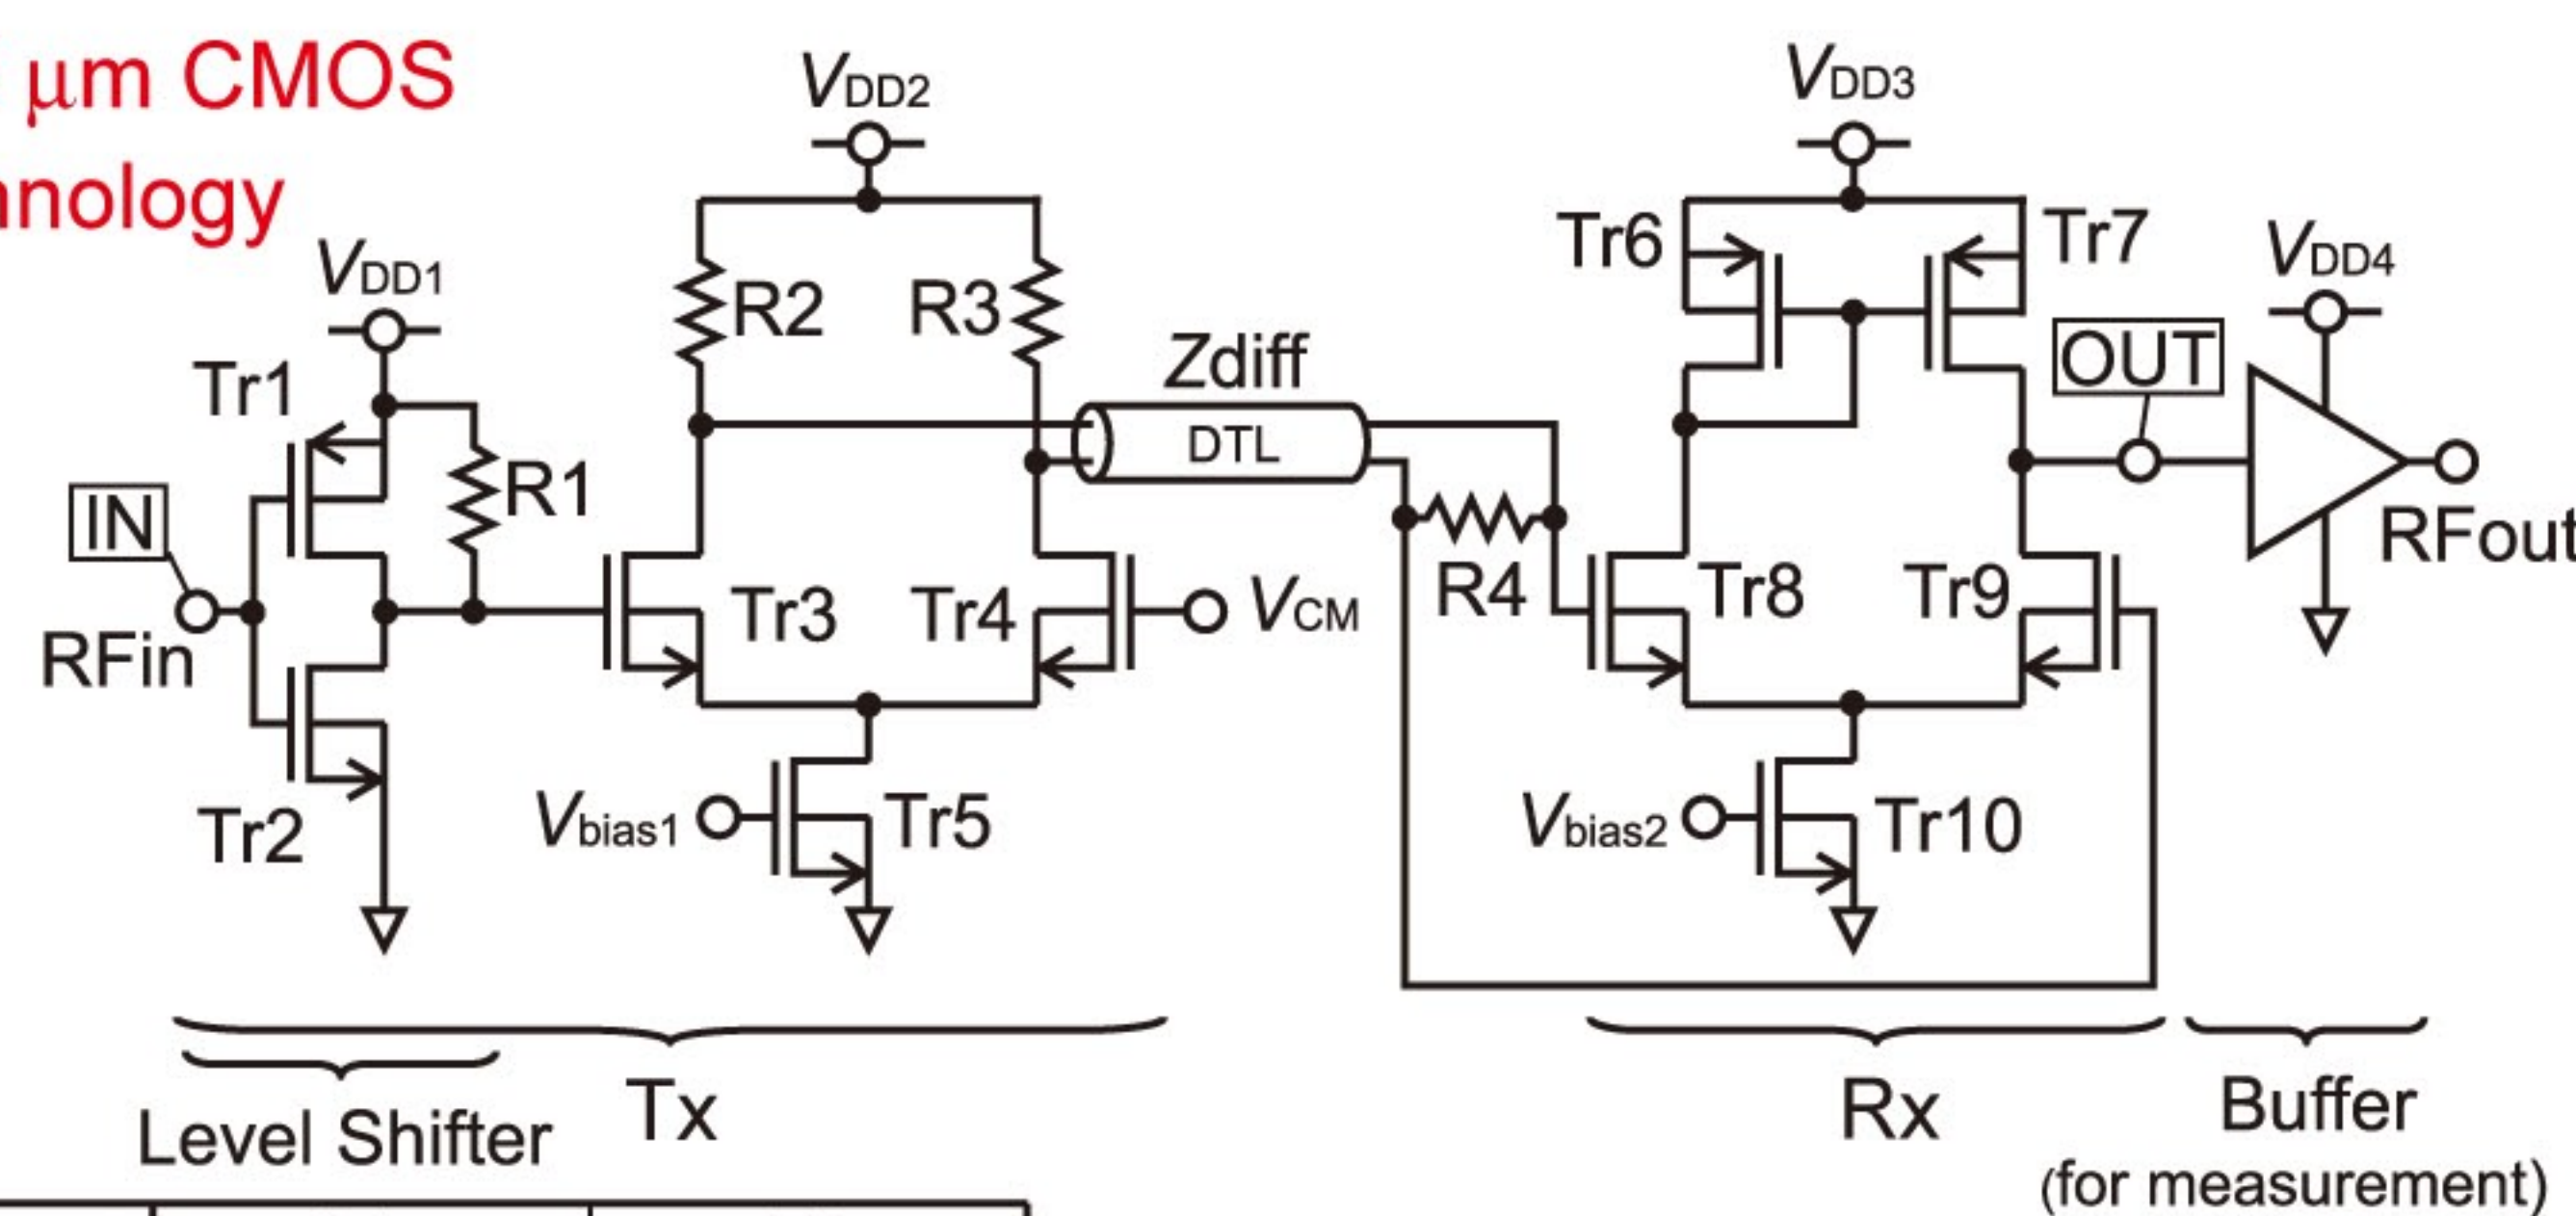 μm CMOS
hnology
VDD1
VDD2
VDD3
VDD4
Tr1
R1
R2
R3
Zdiff
DTL
Tr6
Tr7
OUT
IN
RFin
Tr2
Tr3
Tr4
VCM
R4
Tr8
Tr9
RFout
Vbias1
Tr5
Vbias2
Tr10
Level Shifter
Tx
Rx
Buffer
(for measurement)